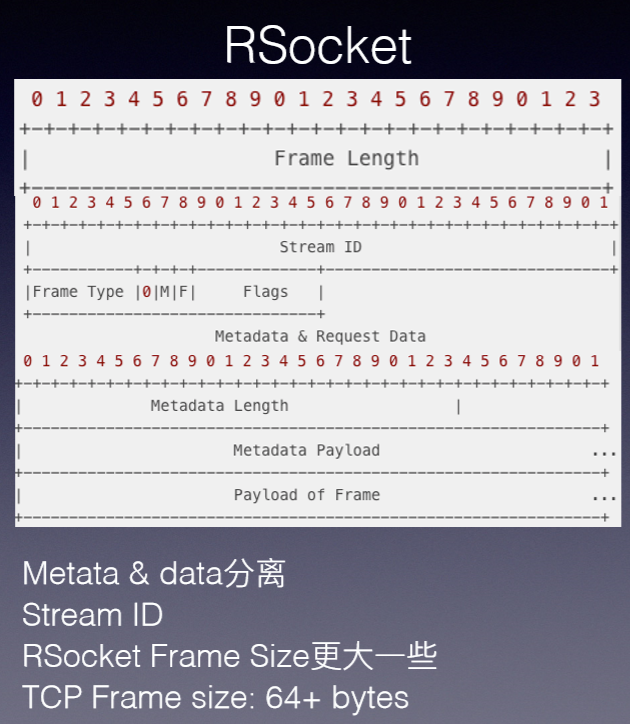 RSocket
0 1 2 3 4 5 6 7 8 9 0 1 2 3 4 5 6 7 8 9 0 1 2 3
+-+-+-+-+-+-+-+-+-+-+-+-+-+-+-+-+-+-+-+-+-+-+-+-+
|                     Frame Length               |
+-----------------------------------------------+
0 1 2 3 4 5 6 7 8 9 0 1 2 3 4 5 6 7 8 9 0 1 2 3 4 5 6 7 8 9 0 1
+-+-+-+-+-+-+-+-+-+-+-+-+-+-+-+-+-+-+-+-+-+-+-+-+-+-+-+-+-+-+-+-+
|                           Stream ID                           |
+-----------+-+-+-+-------------+-------------------------------+
|Frame Type |0|M|F|     Flags   |
+-------------------------------+
Metadata & Request Data
0 1 2 3 4 5 6 7 8 9 0 1 2 3 4 5 6 7 8 9 0 1 2 3 4 5 6 7 8 9 0 1
+-+-+-+-+-+-+-+-+-+-+-+-+-+-+-+-+-+-+-+-+-+-+-+-+-+-+-+-+-+-+-+-+
|              Metadata Length                  |
+---------------------------------------------------------------+
|                       Metadata Payload                       ...
+---------------------------------------------------------------+
|                       Payload of Frame                       ...
+---------------------------------------------------------------+
Metata & data分离
Stream ID
RSocket Frame Size更大一些
TCP Frame size: 64+ bytes